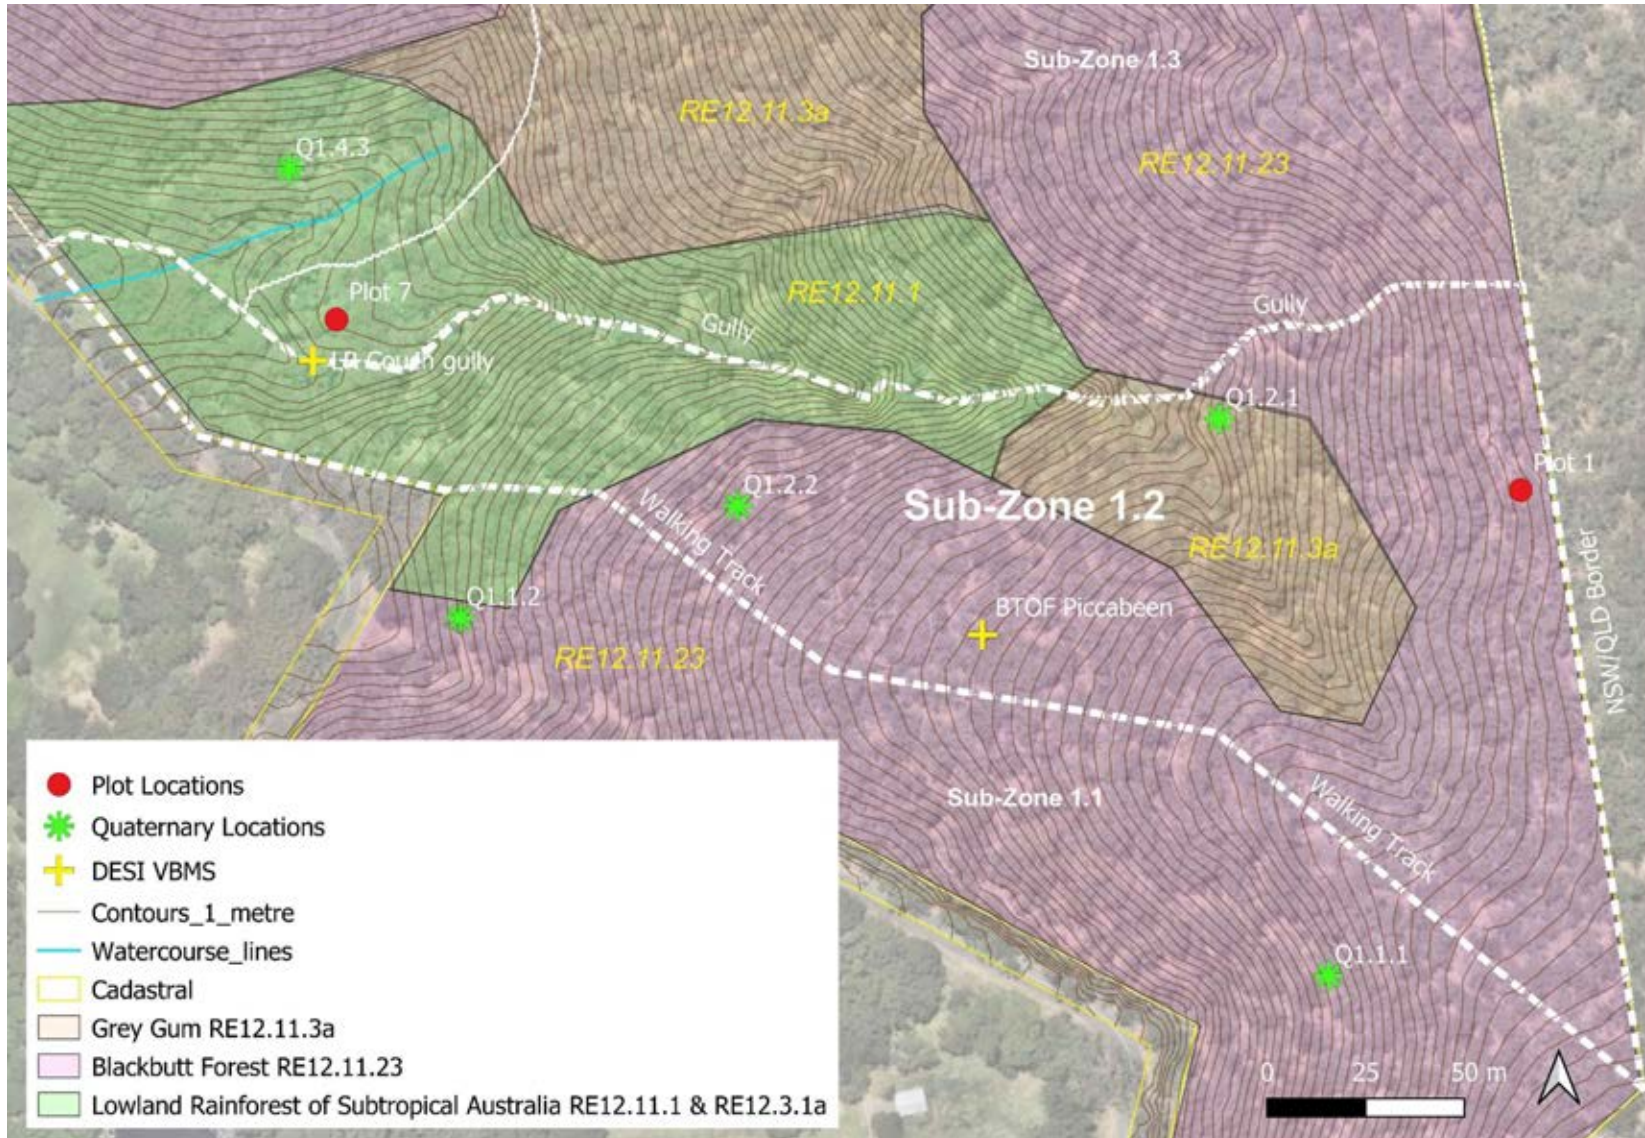 Sub-Zone 1.3
RE12.11.3a
Q1.4.3
RE12.11.23
Plot 7
RE12.11.1
Gully
Gully
LR Couch gully
Q1.2.1
Plot 1
Q1.2.2
Sub-Zone 1.2
Walking Track
RE12.11.3a
Q1.1.2
BTOF Piccabeen
NSW/QLD Border
RE12.11.23
Sub-Zone 1.1
Walking Track
Q1.1.1
Plot Locations
Quaternary Locations
DESI VBMS
Contours_1_metre
Watercourse_lines
Cadastral
Grey Gum RE12.11.3a
Blackbutt Forest RE12.11.23
Lowland Rainforest of Subtropical Australia RE12.11.1 & RE12.3.1a
0 25 50 m